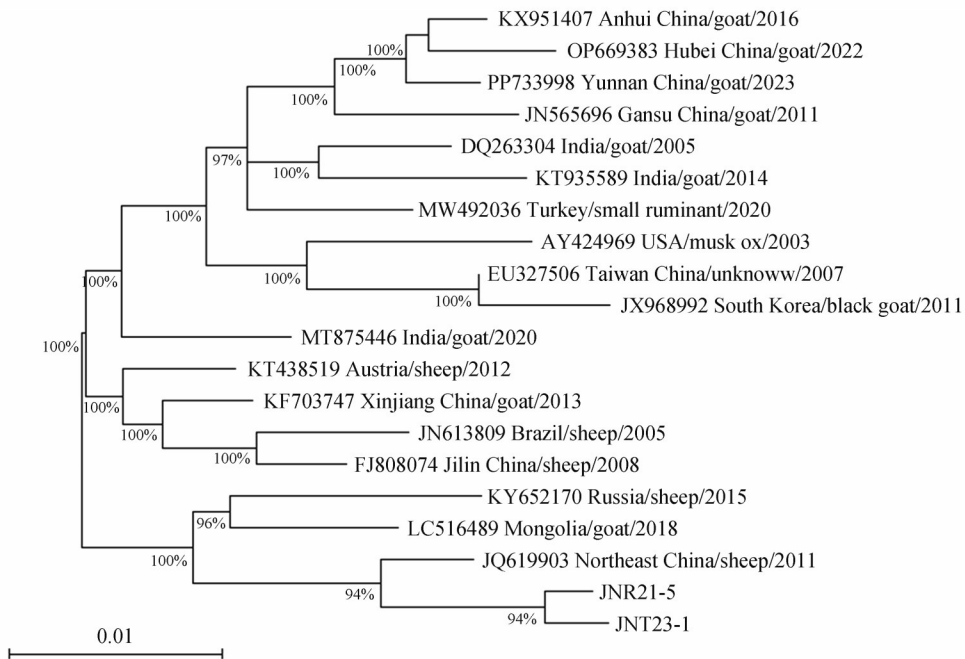 KX951407 Anhui China/goat/2016
100%
OP669383 Hubei China/goat/2022
100%
PP733998 Yunnan China/goat/2023
100%
JN565696 Gansu China/goat/2011
DQ263304 India/goat/2005
97%
100%
KT935589 India/goat/2014
MW492036 Turkey/small ruminant/2020
100%
AY424969 USA/musk ox/2003
100%
EU327506 Taiwan China/unknoww/2007
100%
100%
JX968992 South Korea/black goat/2011
MT875446 India/goat/2020
100%
KT438519 Austria/sheep/2012
KF703747 Xinjiang China/goat/2013
100%
JN613809 Brazil/sheep/2005
100%
100%
FJ808074 Jilin China/sheep/2008
KY652170 Russia/sheep/2015
96%
LC516489 Mongolia/goat/2018
100%
JQ619903 Northeast China/sheep/2011
94%
JNR21-5
94%
JNT23-1
0.01